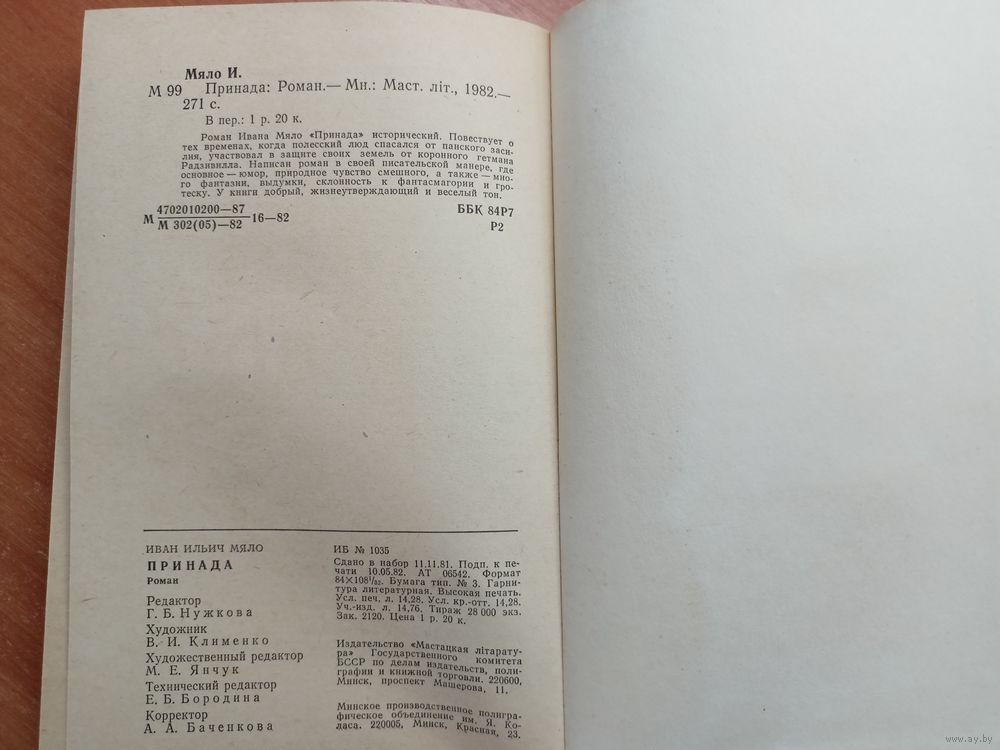 Мяло И.
М 99 Принада: Роман.— Мн.: Маст. літ., 1982.—
271 с.
В пер.: 1 р. 20 к.
Роман Ивана Мяло «Принада» исторический. Повествует о
тех временах, когда полесский люд спасался от панского заси-
лия, участвовал в защите своих земель от коронного гетмана
Радзивилла. Написан роман в своей писательской манере, где
основное — юмор, природное чувство смешного, а также — мно-
го фантазии, выдумки, склонность к фантасмагории и гро-
теску. У книги добрый, жизнеутверждающий и веселый тон.
М 4702010200—87 / М 302(05)—82 16—82
ББК 84Р7
Р2
ИВАН ИЛЬИЧ МЯЛО
ПРИНАДА
Роман
Редактор
Г. Б. Нужкова
Художник
В. И. Клименко
Художественный редактор
М. Е. Янчук
Технический редактор
Е. Б. Бородина
Корректор
А. А. Баченкова
ИБ № 1035
Сдано в набор 11.11.81. Подп. к пе-
чати 10.05.82. АТ 06542. Формат
84×108 1/32. Бумага тип. № 3. Гарни-
тура литературная. Высокая печать.
Усл. печ. л. 14,28. Усл. кр.-отт. 14,28.
Уч.-изд. л. 14,76. Тираж 28 000 экз.
Зак. 2120. Цена 1 р. 20 к.
Издательство «Мастацкая літарату-
ра» Государственного комитета
БССР по делам издательств, поли-
графии и книжной торговли. 220600,
Минск, проспект Машерова, 11.
Минское производственное полигра-
фическое объединение им. Я. Ко-
ласа. 220005, Минск, Красная, 23.
www.ay.by